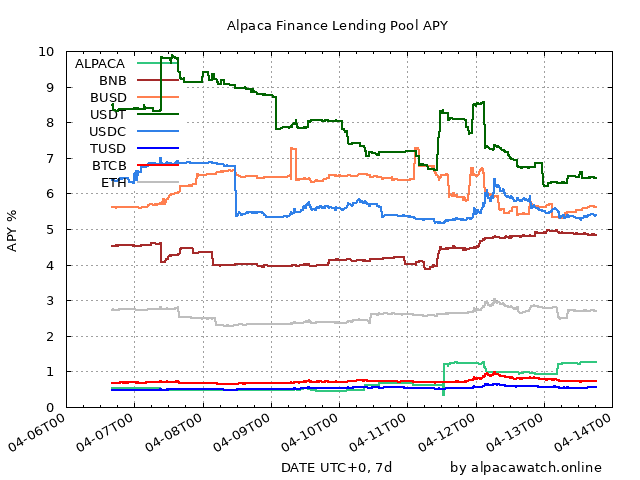 Alpaca Finance Lending Pool APY
10
9
8
7
6
5
4
3
2
1
0
APY %
ALPACA
BNB
BUSD
USDT
USDC
TUSD
BTCB
ETH
04-06T00
04-07T00
04-08T00
04-09T00
04-10T00
04-11T00
04-12T00
04-13T00
04-14T00
DATE UTC+0, 7d
by alpacawatch.online